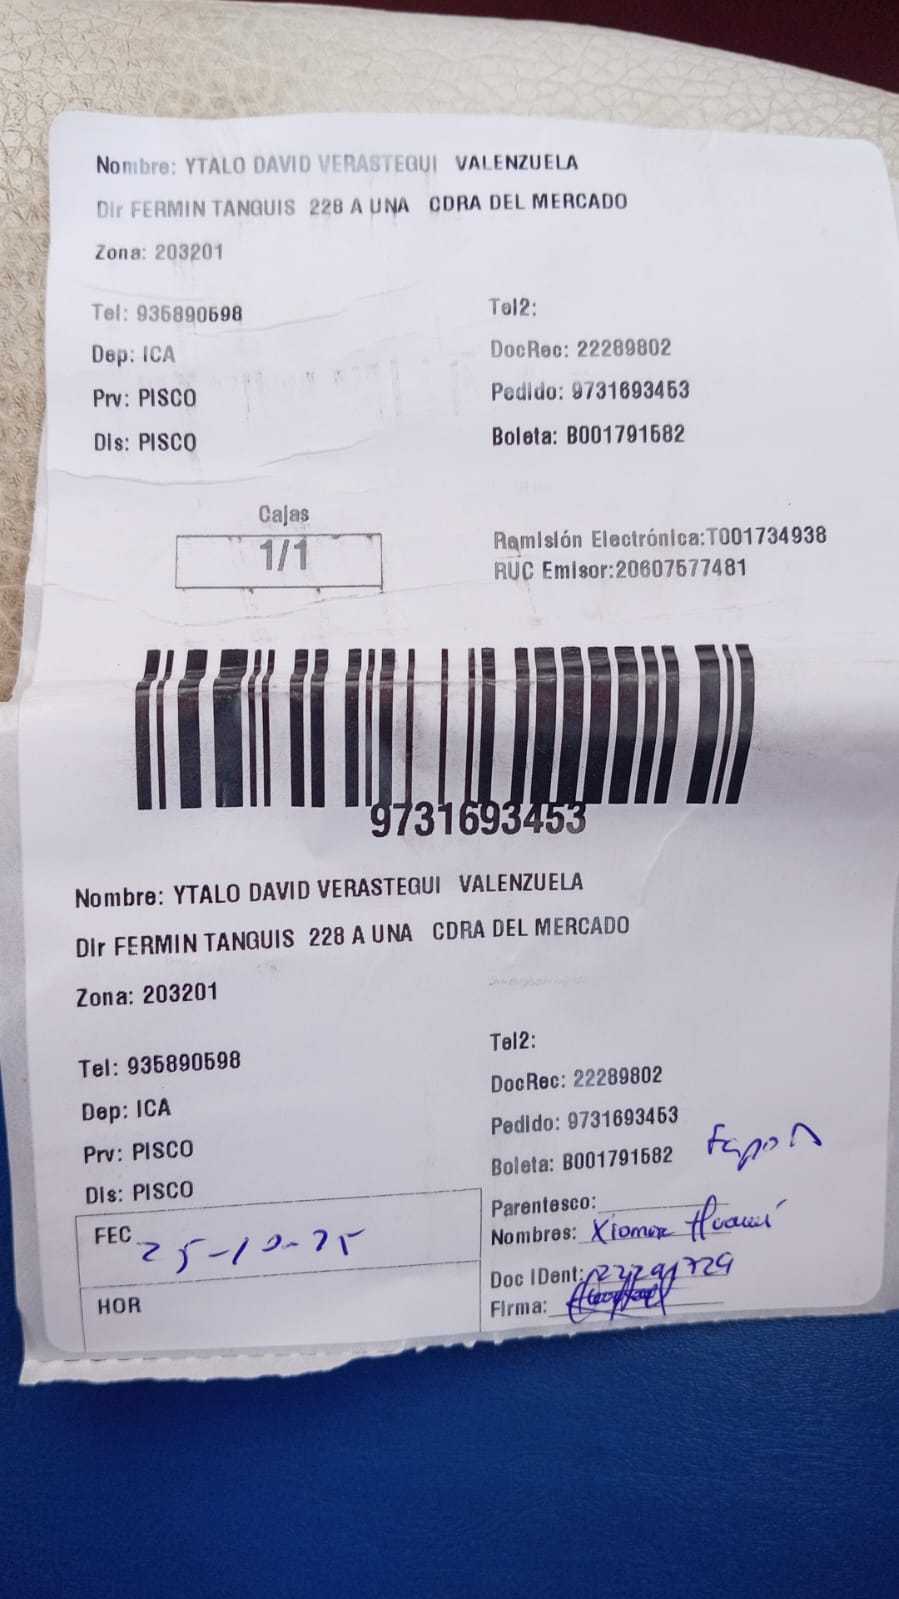 Nombre: YTALO DAVID VERASTEGUI VALENZUELA
Dir FERMIN TANGUIS 228 A UNA CDRA DEL MERCADO
Zona: 203201
Tel: 935890598
Tel2:
Dep: ICA
DocRec: 22289802
Prv: PISCO
Pedido: 9731693453
Dis: PISCO
Boleta: B001791582
Cajas
1/1
Remisión Electrónica:T001734938
RUC Emisor:20607577481
9731693453
Nombre: YTALO DAVID VERASTEGUI VALENZUELA
Dir FERMIN TANGUIS 228 A UNA CDRA DEL MERCADO
Zona: 203201
Tel: 935890598
Tel2:
Dep: ICA
DocRec: 22289802
Prv: PISCO
Pedido: 9731693453
Dis: PISCO
Boleta: B001791582
Parentesco:
FEC 25-10-25
Nombres:
HOR
Doc IDent:
Firma: